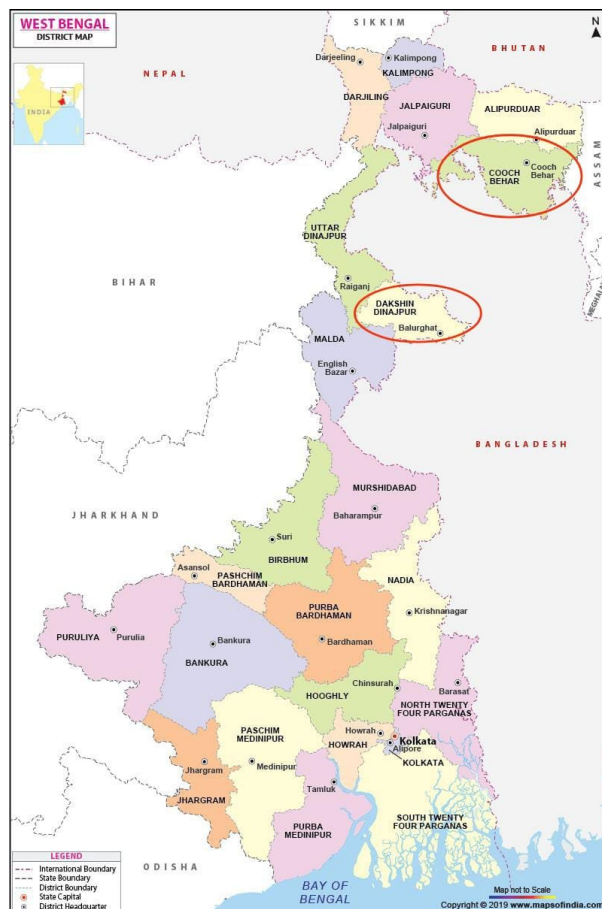 WEST BENGAL
DISTRICT MAP
INDIA
N
SIKKIM
BHUTAN
NEPAL
ASSAM
Darjeeling
Kalimpong
KALIMPONG
DARJILING
JALPAIGURI
Jalpaiguri
ALIPURDUAR
Alipurduar
COOCH
BEHAR
Cooch
Behar
UTTAR
DINAJPUR
Raiganj
BIHAR
MEGHALAYA
DAKSHIN
DINAJPUR
Balurghat
MALDA
English
Bazar
BANGLADESH
MURSHIDABAD
Baharampur
JHARKHAND
Suri
BIRBHUM
Asansol
PASHCHIM
BARDHAMAN
NADIA
Krishnanagar
PURBA
BARDHAMAN
Bardhaman
PURULIYA
Purulia
Bankura
BANKURA
HOOGHLY
Chinsurah
Barasat
NORTH TWENTY
FOUR PARGANAS
PASCHIM
MEDINIPUR
Medinipur
Howrah
HOWRAH
Kolkata
Alipore
KOLKATA
Jhargram
JHARGRAM
Tamluk
PURBA
MEDINIPUR
SOUTH TWENTY
FOUR PARGANAS
ODISHA
BAY OF
BENGAL
LEGEND
International Boundary
State Boundary
District Boundary
State Capital
District Headquarter
Map not to Scale
Copyright © 2019 www.mapsofindia.com